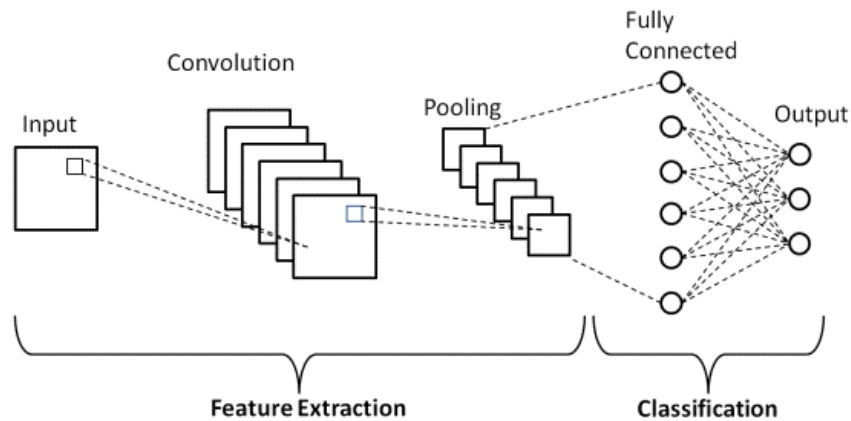 Input
Convolution
Pooling
Fully
Connected
Output
Feature Extraction
Classification